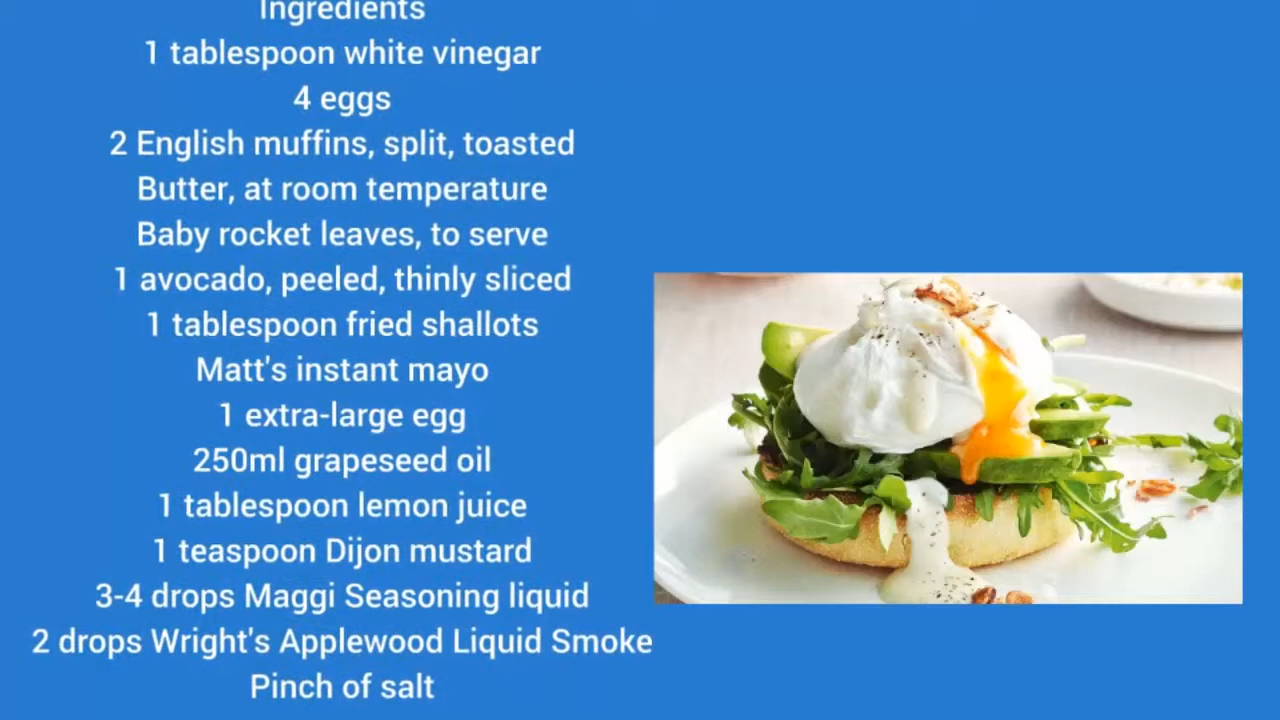 Ingredients
1 tablespoon white vinegar
4 eggs
2 English muffins, split, toasted
Butter, at room temperature
Baby rocket leaves, to serve
1 avocado, peeled, thinly sliced
1 tablespoon fried shallots
Matt's instant mayo
1 extra-large egg
250ml grapeseed oil
1 tablespoon lemon juice
1 teaspoon Dijon mustard
3-4 drops Maggi Seasoning liquid
2 drops Wright's Applewood Liquid Smoke
Pinch of salt